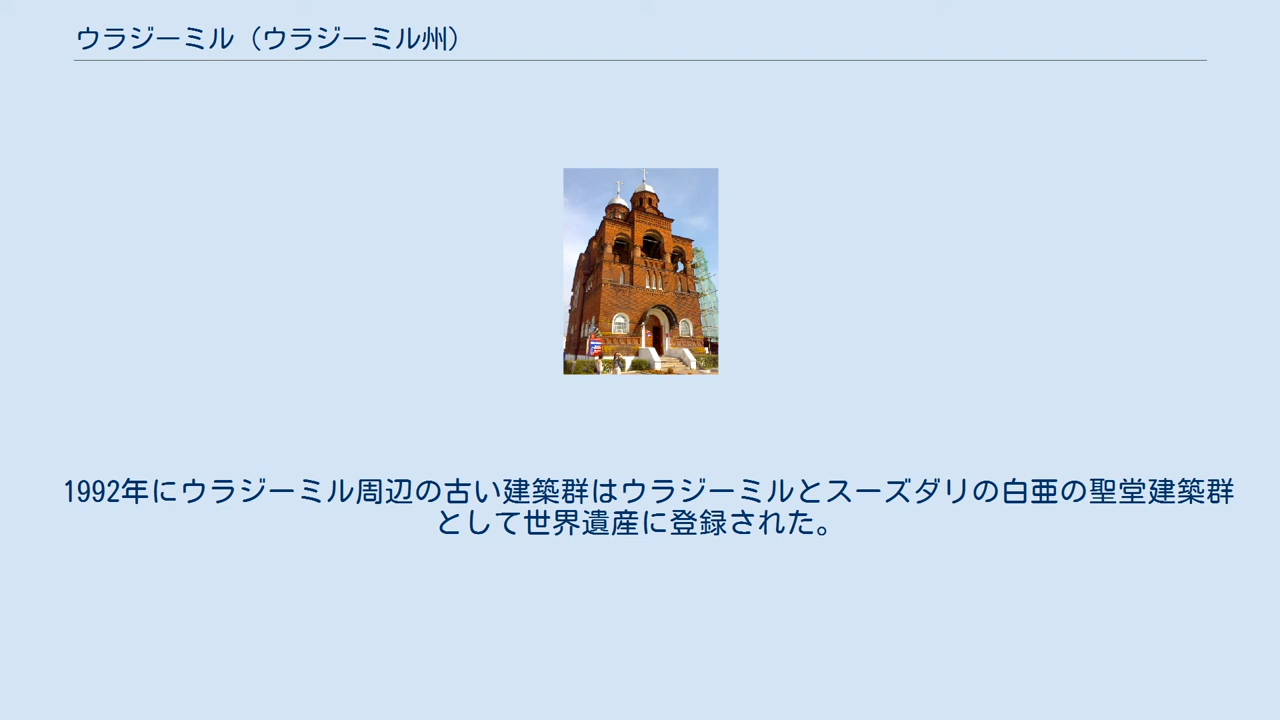 ウラジーミル（ウラジーミル州）
1992年にウラジーミル周辺の古い建築群はウラジーミルとスーズダリの白亜の聖堂建築群
として世界遺産に登録された。